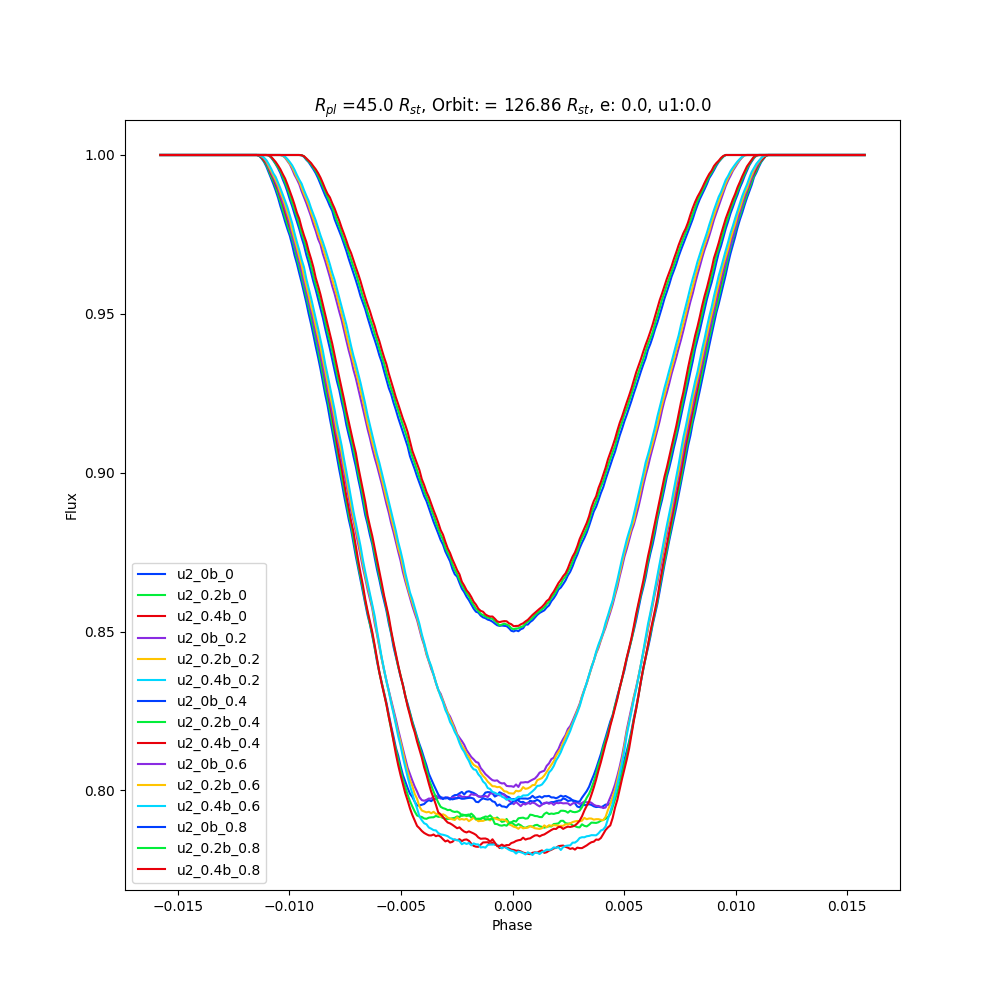 R_pl =45.0 R_st, Orbit: = 126.86 R_st, e: 0.0, u1:0.0
1.00
0.95
0.90
0.85
0.80
Flux
u2_0b_0
u2_0.2b_0
u2_0.4b_0
u2_0b_0.2
u2_0.2b_0.2
u2_0.4b_0.2
u2_0b_0.4
u2_0.2b_0.4
u2_0.4b_0.4
u2_0b_0.6
u2_0.2b_0.6
u2_0.4b_0.6
u2_0b_0.8
u2_0.2b_0.8
u2_0.4b_0.8
−0.015 −0.010 −0.005 0.000 0.005 0.010 0.015
Phase